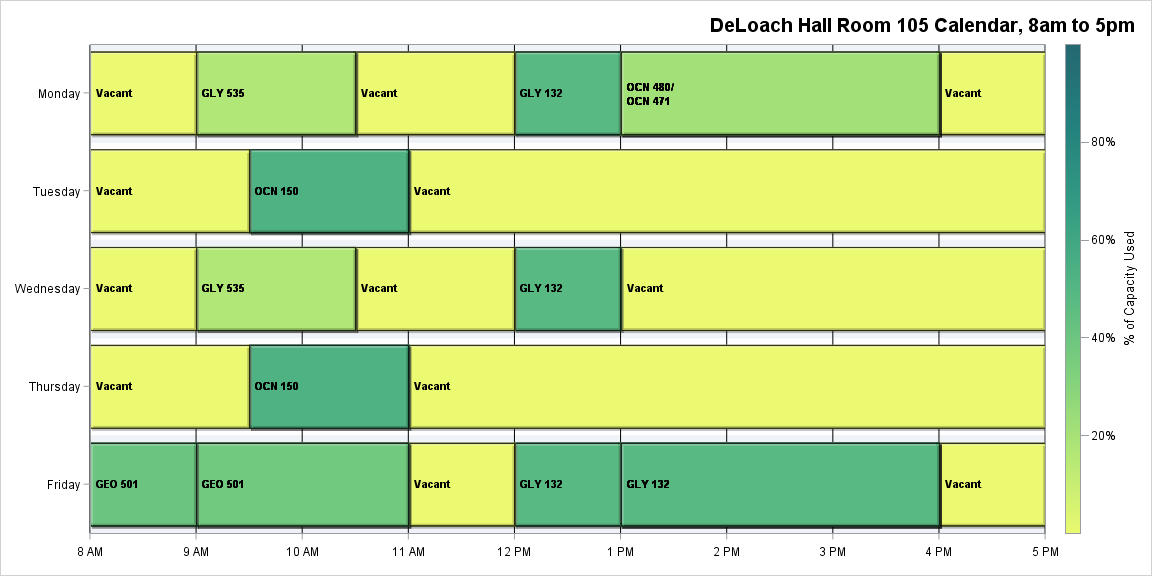 DeLoach Hall Room 105 Calendar, 8am to 5pm
Monday
Vacant
GLY 535
Vacant
GLY 132
OCN 480/
OCN 471
Vacant
Tuesday
Vacant
OCN 150
Vacant
Wednesday
Vacant
GLY 535
Vacant
GLY 132
Vacant
Thursday
Vacant
OCN 150
Vacant
Friday
GEO 501
GEO 501
Vacant
GLY 132
GLY 132
Vacant
8 AM
9 AM
10 AM
11 AM
12 PM
1 PM
2 PM
3 PM
4 PM
5 PM
80%
60%
40%
20%
% of Capacity Used